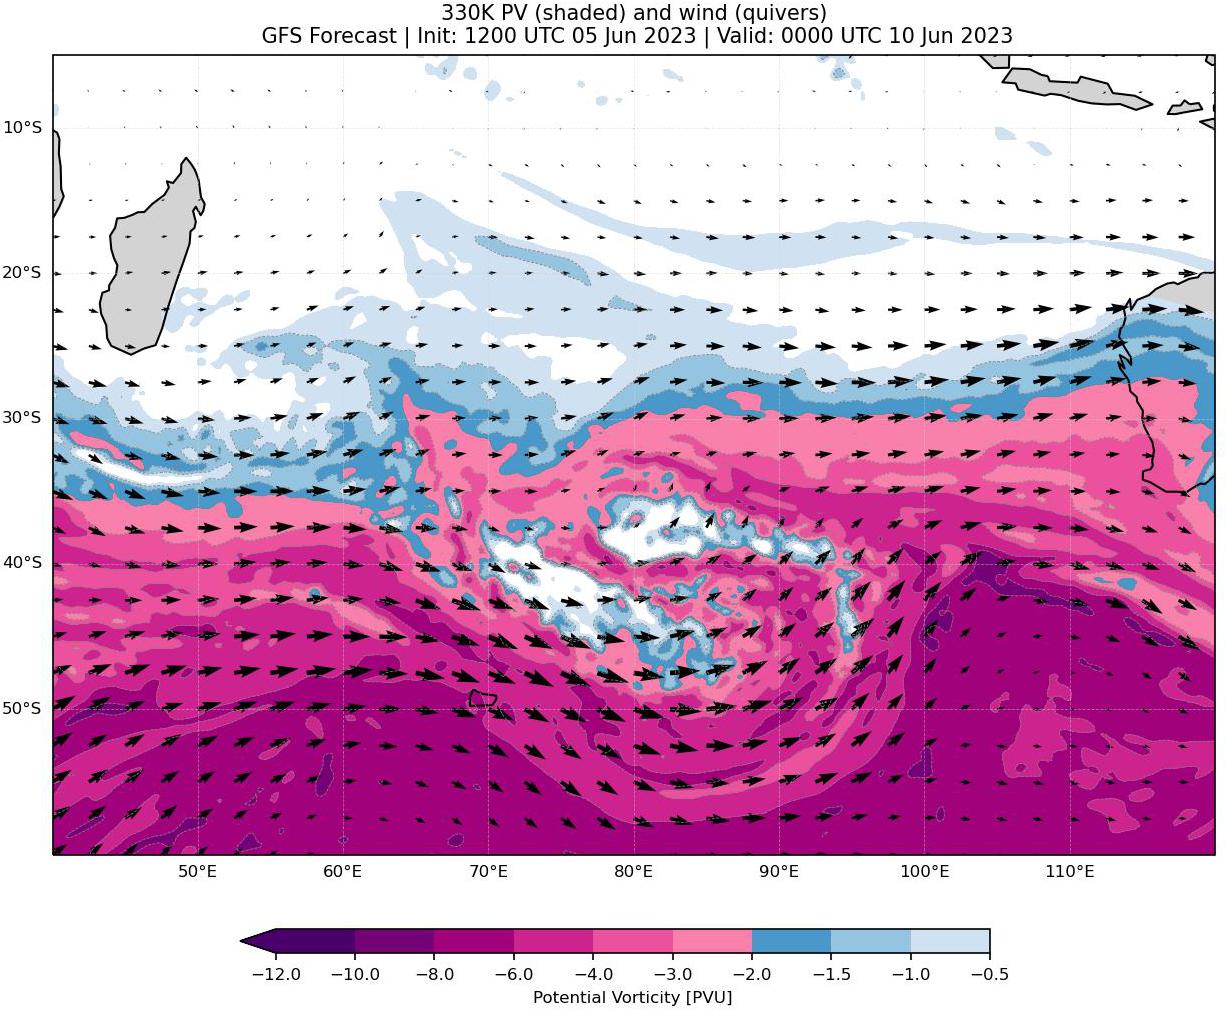 330K PV (shaded) and wind (quivers)
GFS Forecast | Init: 1200 UTC 05 Jun 2023 | Valid: 0000 UTC 10 Jun 2023
10°S
20°S
30°S
40°S
50°S
50°E 60°E 70°E 80°E 90°E 100°E 110°E
−12.0 −10.0 −8.0 −6.0 −4.0 −3.0 −2.0 −1.5 −1.0 −0.5
Potential Vorticity [PVU]